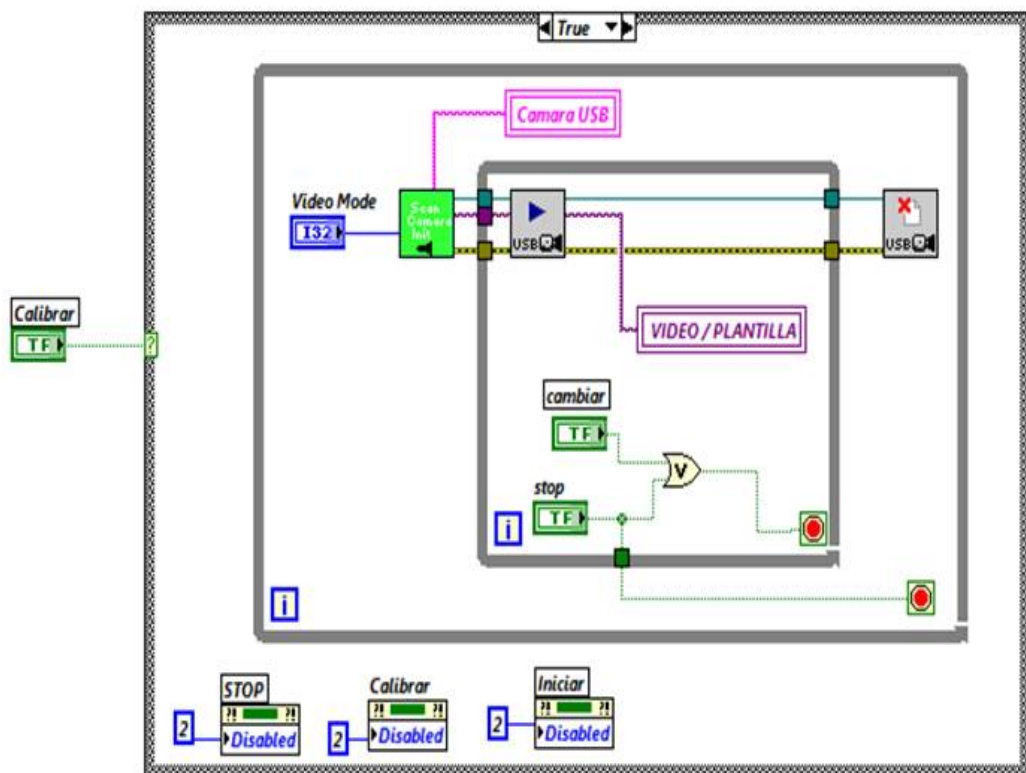 True
Camara USB
Video Mode
I32
Scan
Camara
Init
USB
USB
Calibrar
TF
?
VIDEO / PLANTILLA
cambiar
TF
V
stop
TF
i
i
STOP
?!
?!
2
Disabled
Calibrar
?!
?!
2
Disabled
Iniciar
?!
?!
2
Disabled